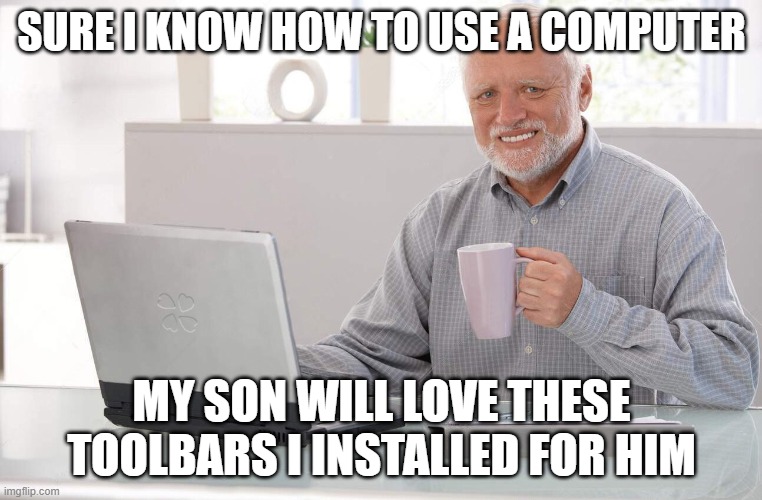 SURE I KNOW HOW TO USE A COMPUTER
MY SON WILL LOVE THESE
TOOLBARS I INSTALLED FOR HIM
imgflip.com